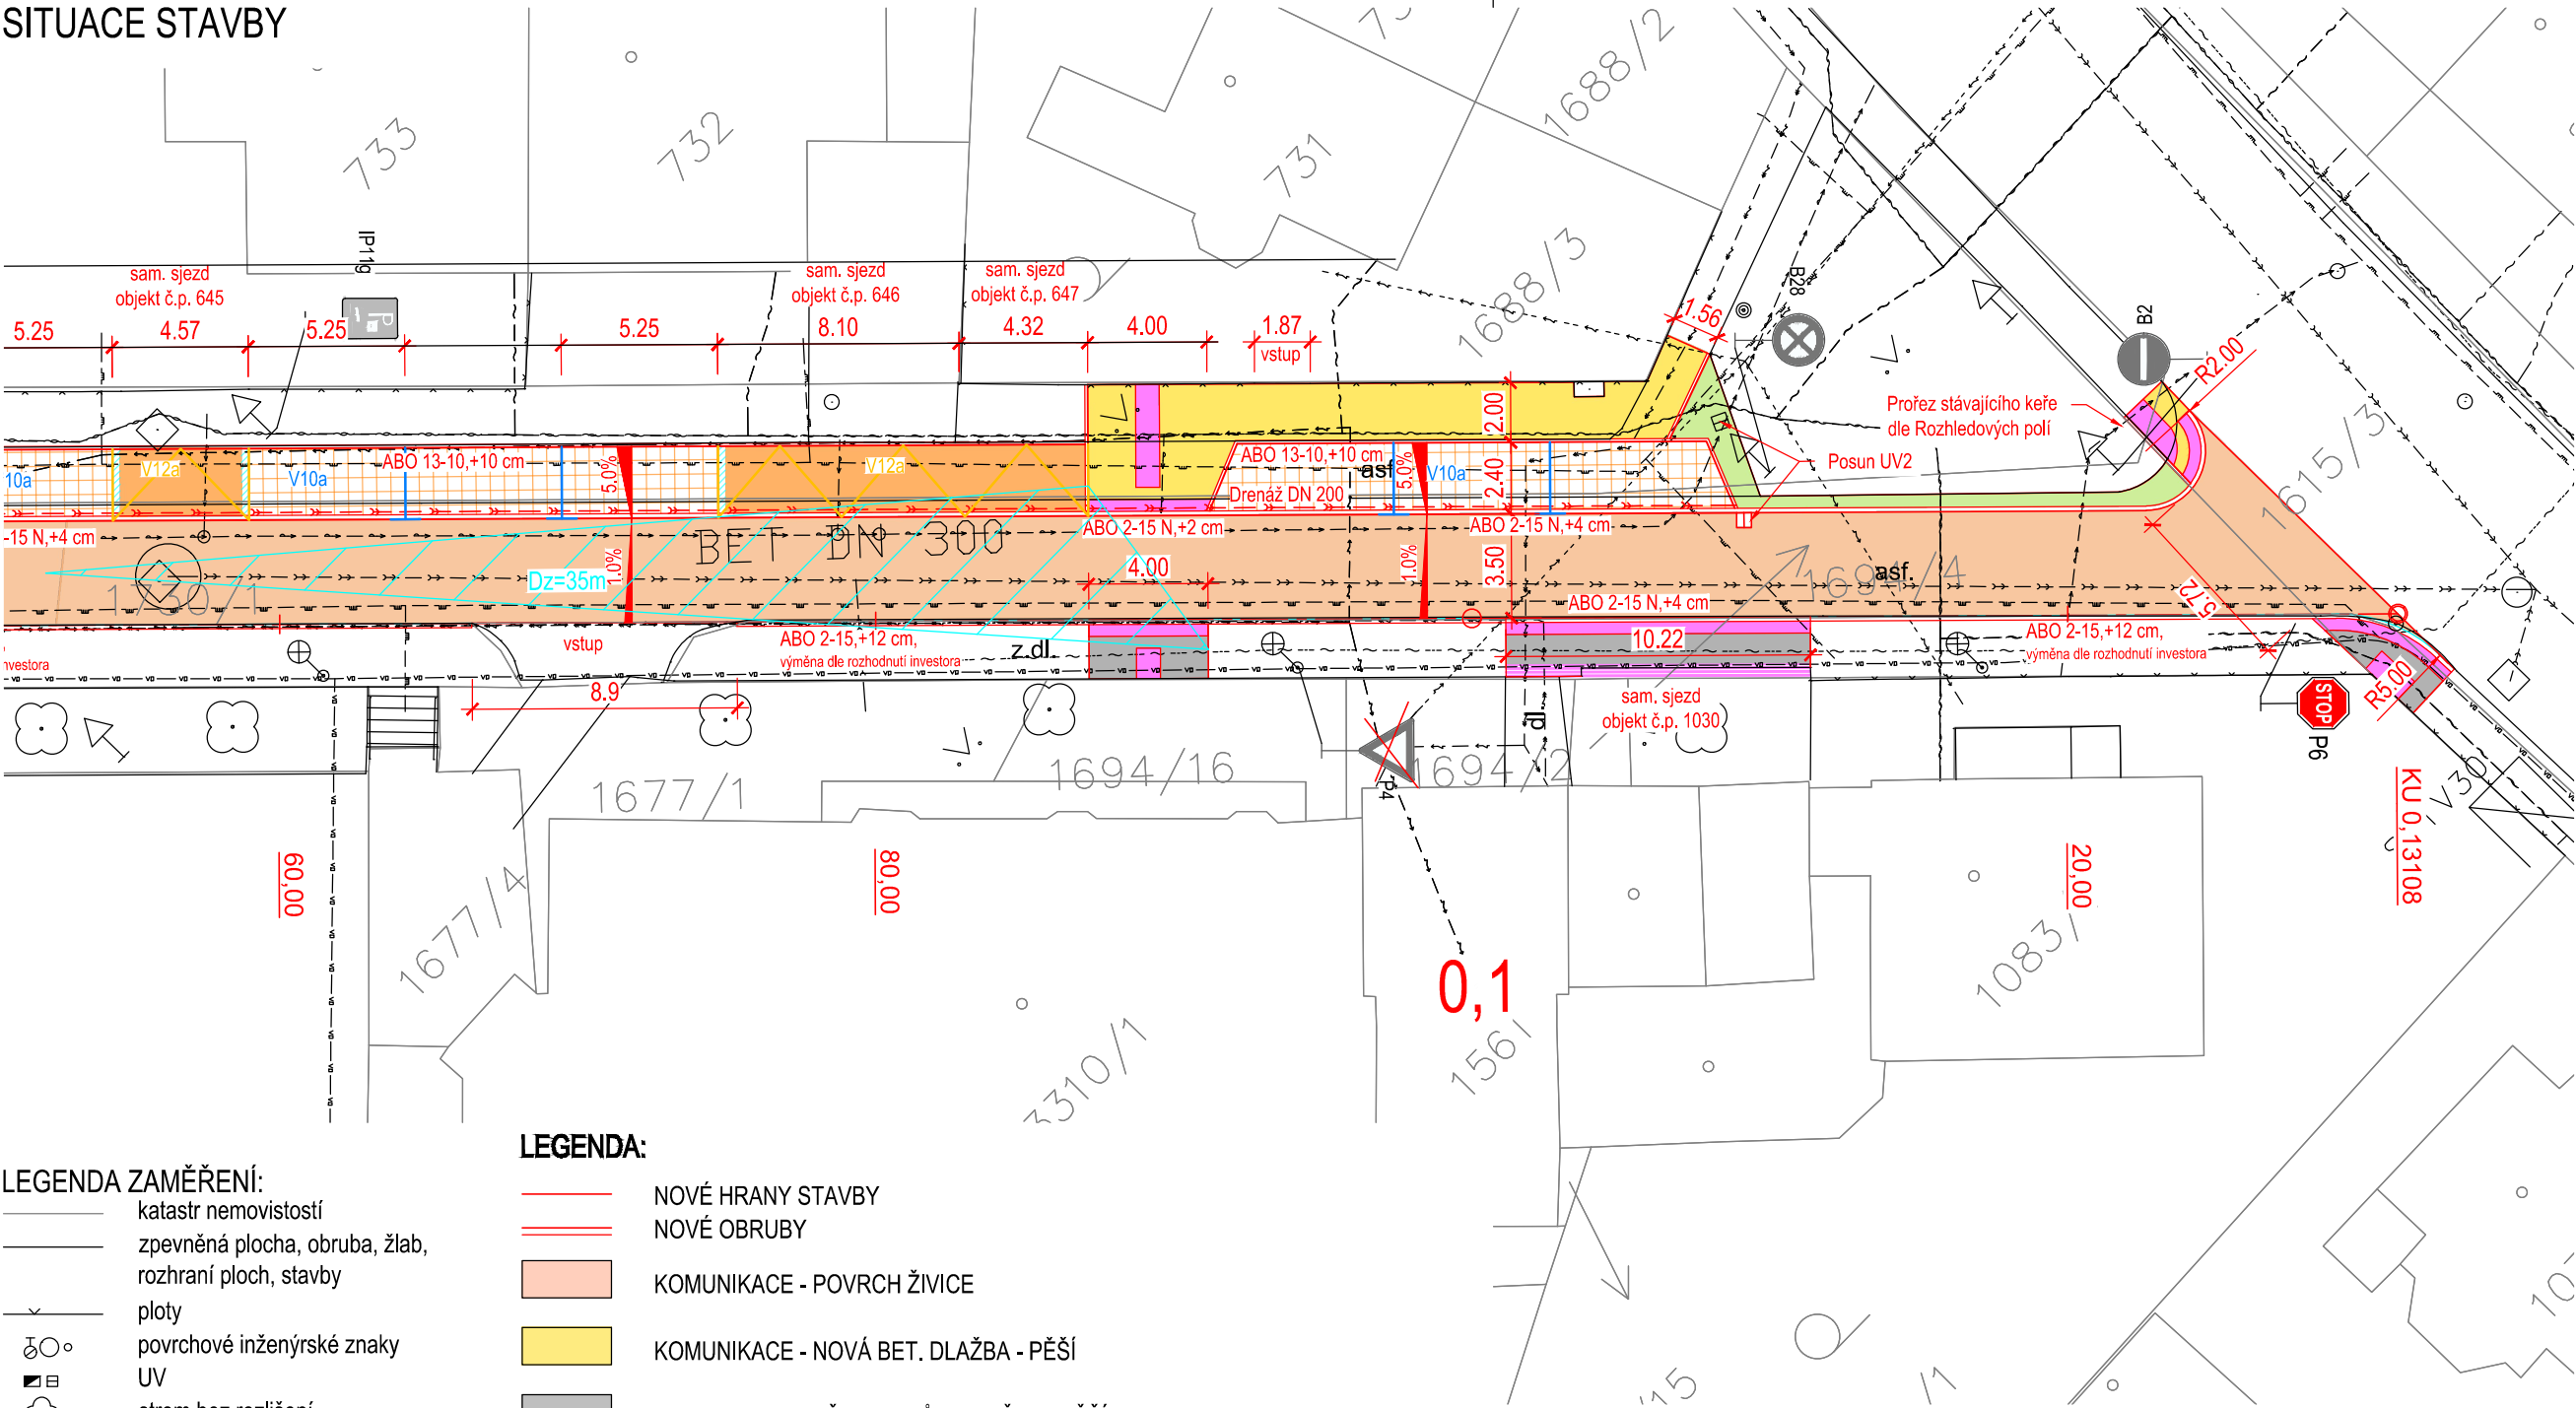 SITUACE STAVBY
733
732
731
1688/2
1688/3
IP11g
sam. sjezd
objekt č.p. 645
sam. sjezd
objekt č.p. 646
sam. sjezd
objekt č.p. 647
5.25
4.57
5.25
5.25
8.10
4.32
4.00
1.87
vstup
1.56
B28
B2
R2.00
Prořez stávajícího keře
dle Rozhledových polí
Posun UV2
1615/3
2.00
10a
V12a
V10a
ABO 13-10,+10 cm
5.0%
V12a
ABO 13-10,+10 cm
asf
5.0%
V10a
2.40
Drenáž DN 200
-15 N,+4 cm
BET DN 300
ABO 2-15 N,+2 cm
ABO 2-15 N,+4 cm
Dz=35m
1.0%
4.00
1.0%
3.50
1694/4
asf.
1730/1
ABO 2-15 N,+4 cm
5.72
nvestora
vstup
ABO 2-15,+12 cm,
výměna dle rozhodnutí investora
z.dl.
10.22
ABO 2-15,+12 cm,
výměna dle rozhodnutí investora
8.9
sam. sjezd
objekt č.p. 1030
dl.
STOP
P6
R5.00
1677/1
1694/16
1694/2
P4
KU 0,13108
V30
60,00
80,00
20,00
1677/4
0,1
1083/
3310/1
156/
LEGENDA:
LEGENDA ZAMĚŘENÍ:
katastr nemovistostí
zpevněná plocha, obruba, žlab,
rozhraní ploch, stavby
ploty
povrchové inženýrské znaky
UV
NOVÉ HRANY STAVBY
NOVÉ OBRUBY
KOMUNIKACE - POVRCH ŽIVICE
KOMUNIKACE - NOVÁ BET. DLAŽBA - PĚŠÍ
/15
/1